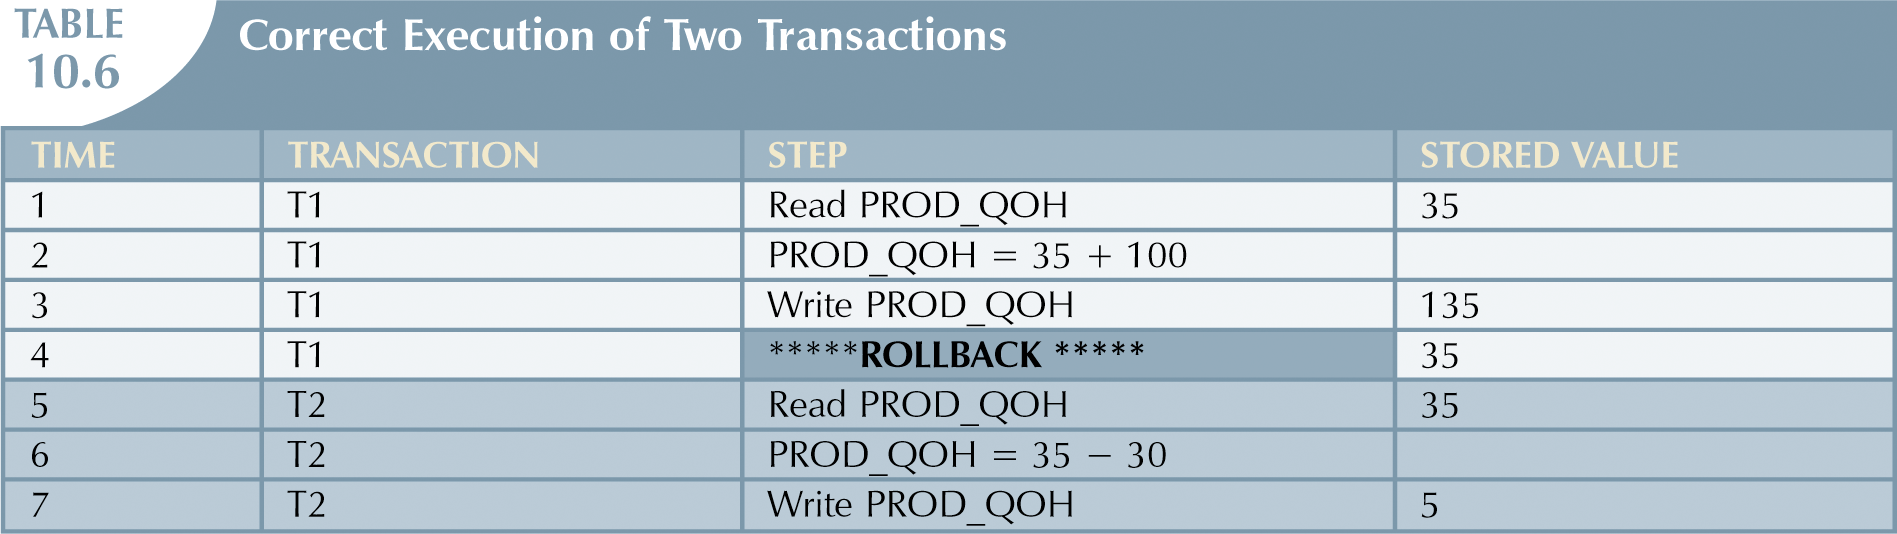 TABLE
10.6
Correct Execution of Two Transactions
TIME TRANSACTION STEP STORED VALUE
1 T1 Read PROD_QOH 35
2 T1 PROD_QOH = 35 + 100
3 T1 Write PROD_QOH 135
4 T1 *****ROLLBACK ***** 35
5 T2 Read PROD_QOH 35
6 T2 PROD_QOH = 35 − 30
7 T2 Write PROD_QOH 5